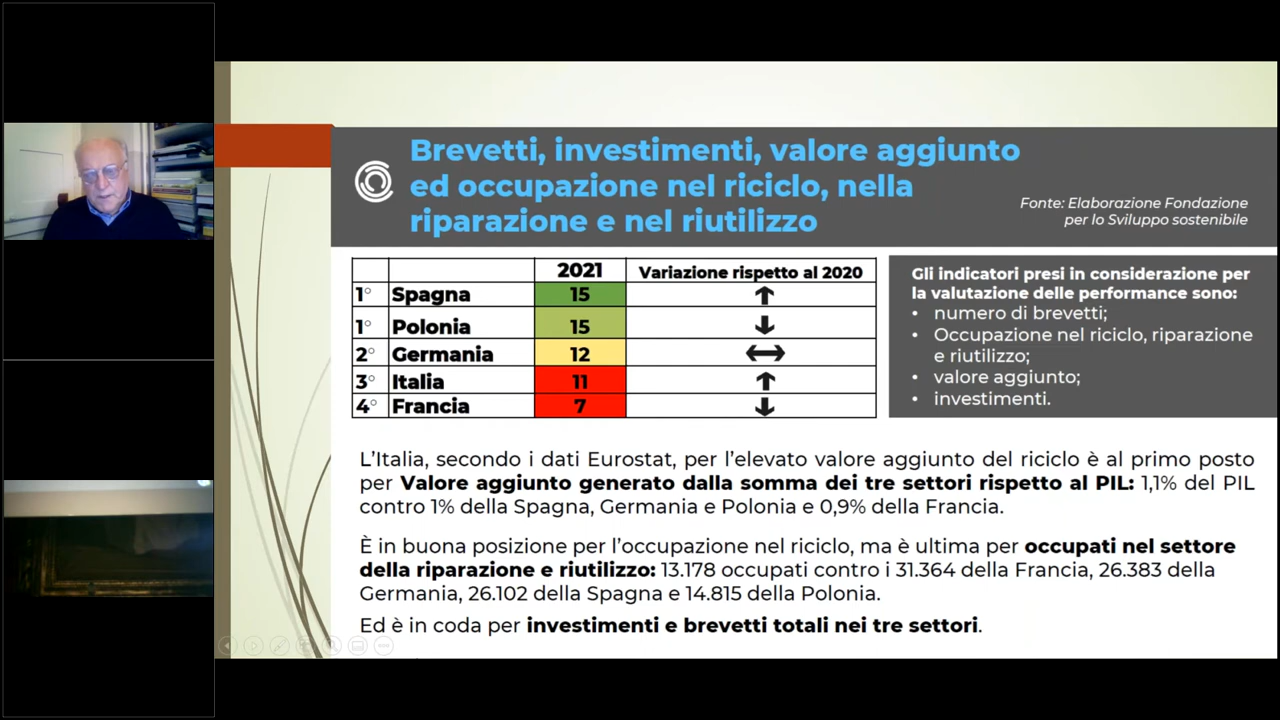 Brevetti, investimenti, valore aggiunto
ed occupazione nel riciclo, nella
riparazione e nel riutilizzo
Fonte: Elaborazione Fondazione
per lo Sviluppo sostenibile
2021 Variazione rispetto al 2020
1° Spagna 15 ↑
1° Polonia 15 ↓
2° Germania 12 ↔
3° Italia 11 ↑
4° Francia 7 ↓
Gli indicatori presi in considerazione per
la valutazione delle performance sono:
• numero di brevetti;
• Occupazione nel riciclo, riparazione
e riutilizzo;
• valore aggiunto;
• investimenti.
L’Italia, secondo i dati Eurostat, per l’elevato valore aggiunto del riciclo è al primo posto
per Valore aggiunto generato dalla somma dei tre settori rispetto al PIL: 1,1% del PIL
contro 1% della Spagna, Germania e Polonia e 0,9% della Francia.
È in buona posizione per l’occupazione nel riciclo, ma è ultima per occupati nel settore
della riparazione e riutilizzo: 13.178 occupati contro i 31.364 della Francia, 26.383 della
Germania, 26.102 della Spagna e 14.815 della Polonia.
Ed è in coda per investimenti e brevetti totali nei tre settori.